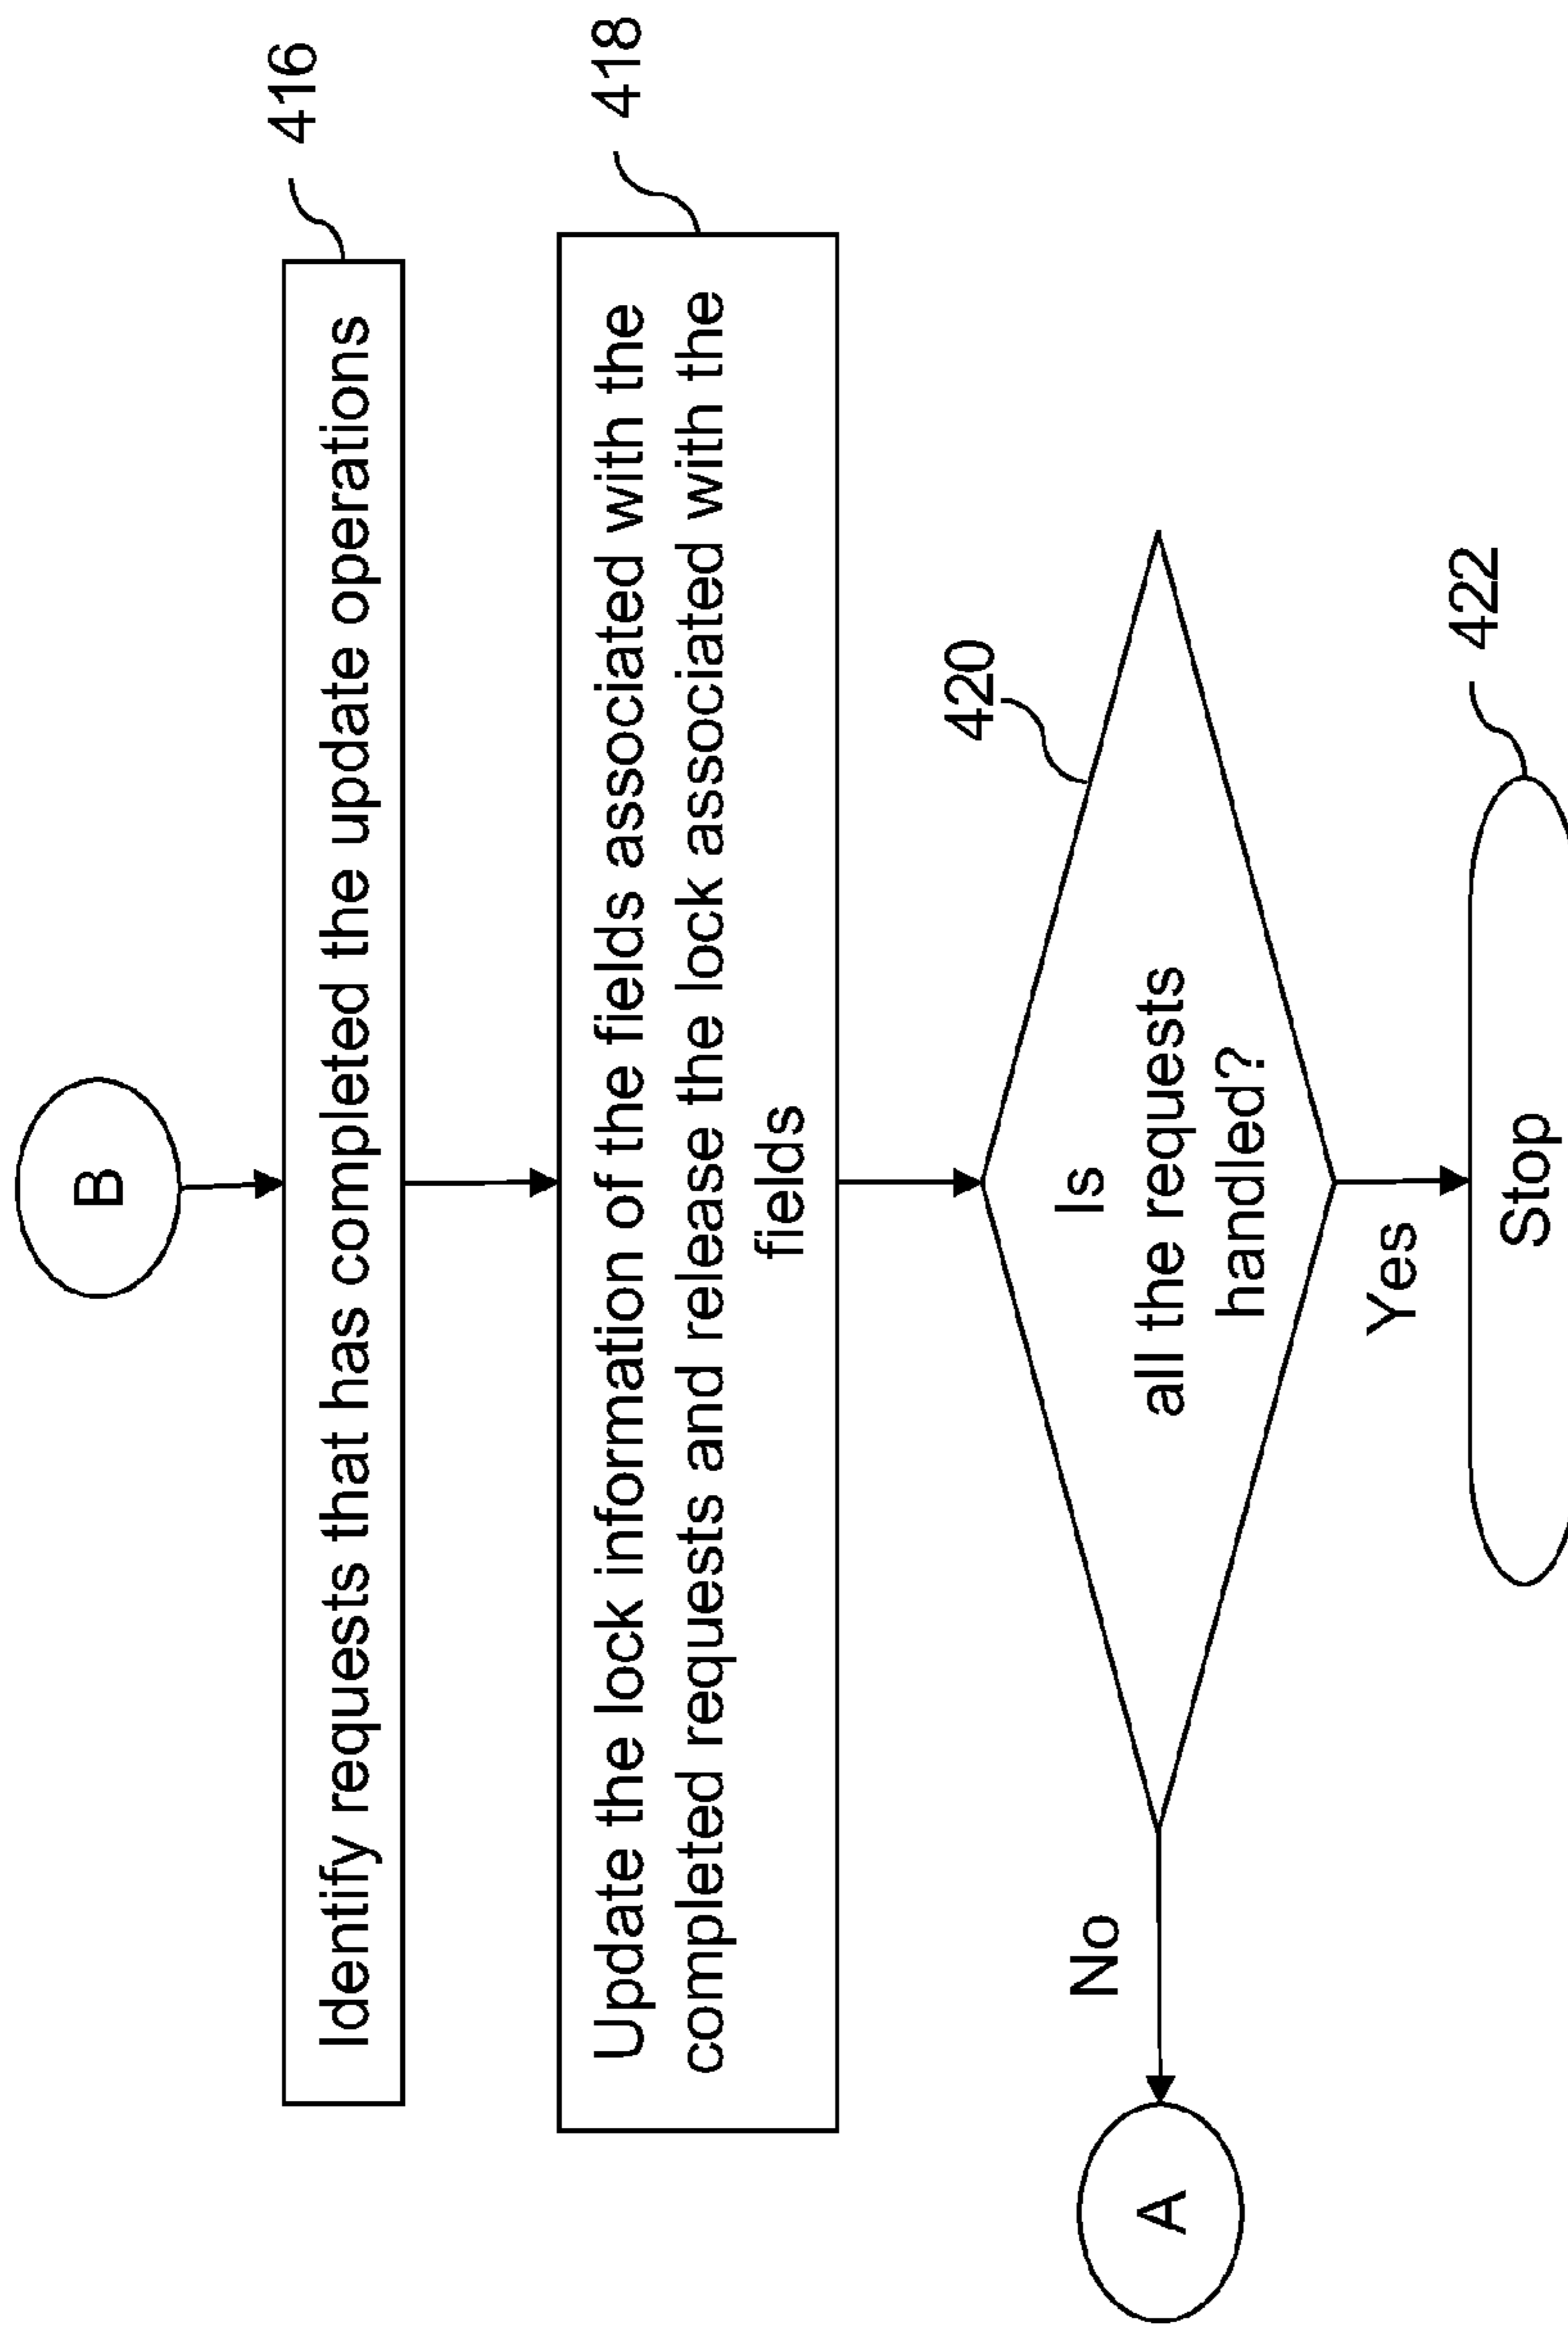 B
416
Identify requests that has completed the update operations
418
Update the lock information of the fields associated with the
completed requests and release the lock associated with the
fields
420
Is
all the requests
handled?
No
A
Yes
422
Stop